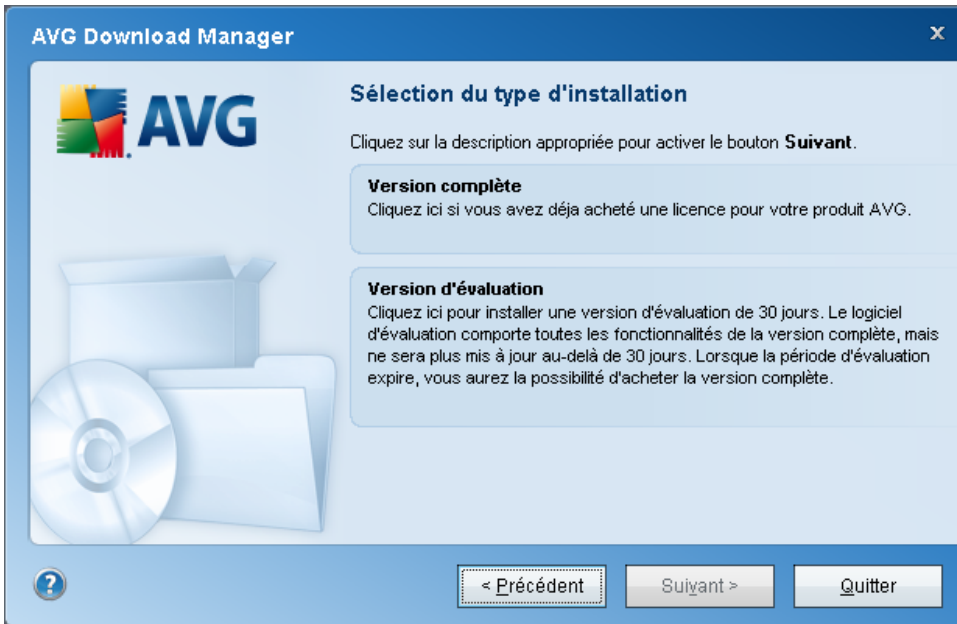 AVG Download Manager
x
AVG
Sélection du type d'installation
Cliquez sur la description appropriée pour activer le bouton Suivant.
Version complète
Cliquez ici si vous avez déja acheté une licence pour votre produit AVG.
Version d'évaluation
Cliquez ici pour installer une version d'évaluation de 30 jours. Le logiciel
d'évaluation comporte toutes les fonctionnalités de la version complète, mais
ne sera plus mis à jour au-delà de 30 jours. Lorsque la période d'évaluation
expire, vous aurez la possibilité d'acheter la version complète.
?
< Précédent
Suivant >
Quitter